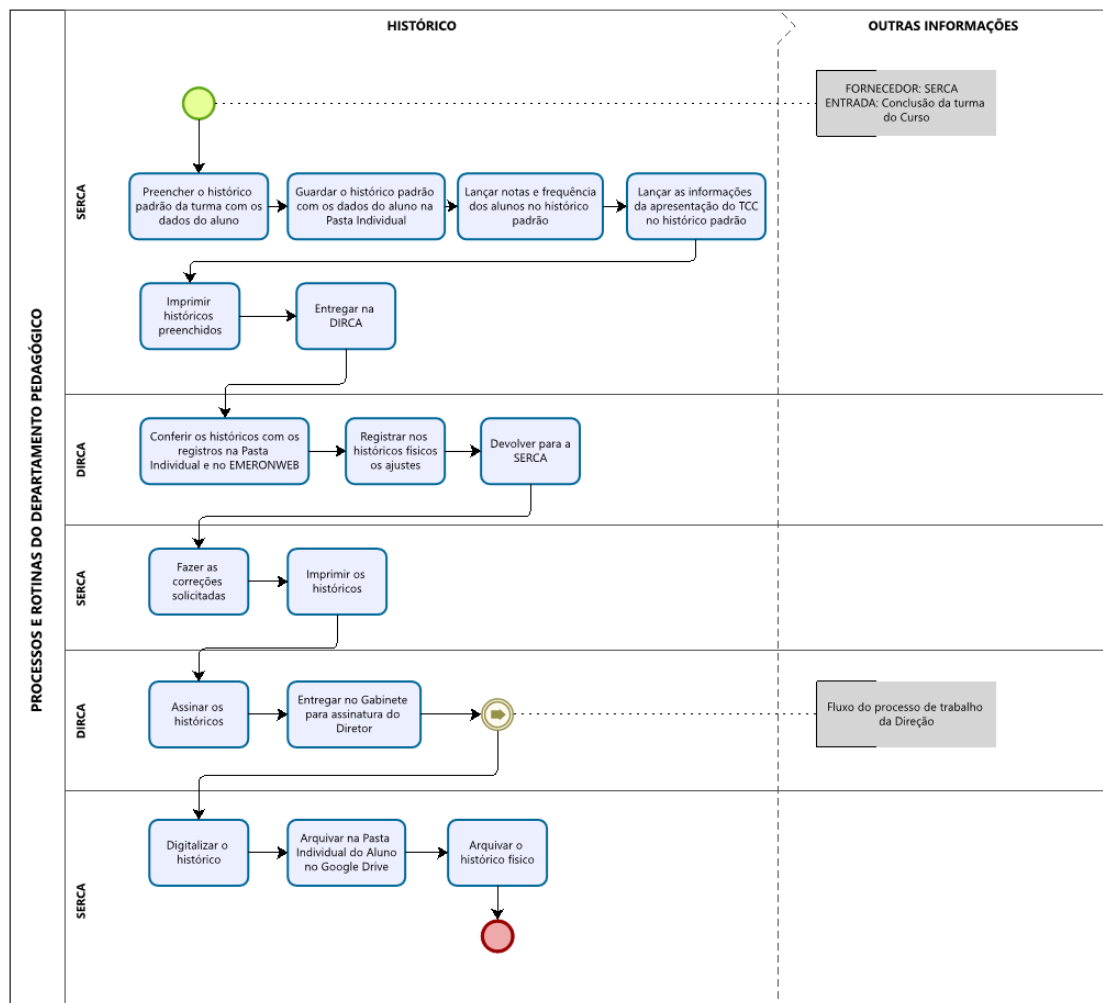 HISTÓRICO
OUTRAS INFORMAÇÕES
PROCESSOS E ROTINAS DO DEPARTAMENTO PEDAGÓGICO
SERCA
FORNECEDOR: SERCA
ENTRADA: Conclusão da turma
do Curso
Preencher o histórico
padrão da turma com os
dados do aluno
Guardar o histórico padrão
com os dados do aluno na
Pasta Individual
Lançar notas e frequência
dos alunos no histórico
padrão
Lançar as informações
da apresentação do TCC
no histórico padrão
Imprimir
históricos
preenchidos
Entregar na
DIRCA
DIRCA
Conferir os históricos com os
registros na Pasta
Individual e no EMERONWEB
Registrar nos
históricos físicos
os ajustes
Devolver para a
SERCA
SERCA
Fazer as
correções
solicitadas
Imprimir os
históricos
DIRCA
Assinar os
históricos
Entregar no Gabinete
para assinatura do
Diretor
Fluxo do processo de trabalho
da Direção
SERCA
Digitalizar o
histórico
Arquivar na Pasta
Individual do Aluno
no Google Drive
Arquivar o
histórico físico